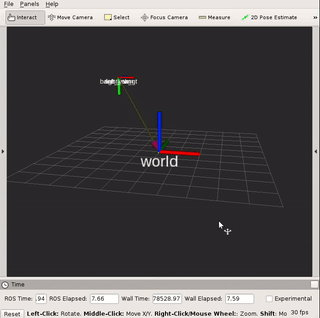 File Panels Help
Interact Move Camera Select Focus Camera Measure 2D Pose Estimate »
world
Time
ROS Time: .94 ROS Elapsed: 7.66 Wall Time: 78528.97 Wall Elapsed: 7.59 Experimental
Reset Left-Click: Rotate. Middle-Click: Move X/Y. Right-Click/Mouse Wheel:: Zoom. Shift: Mo 30 fps